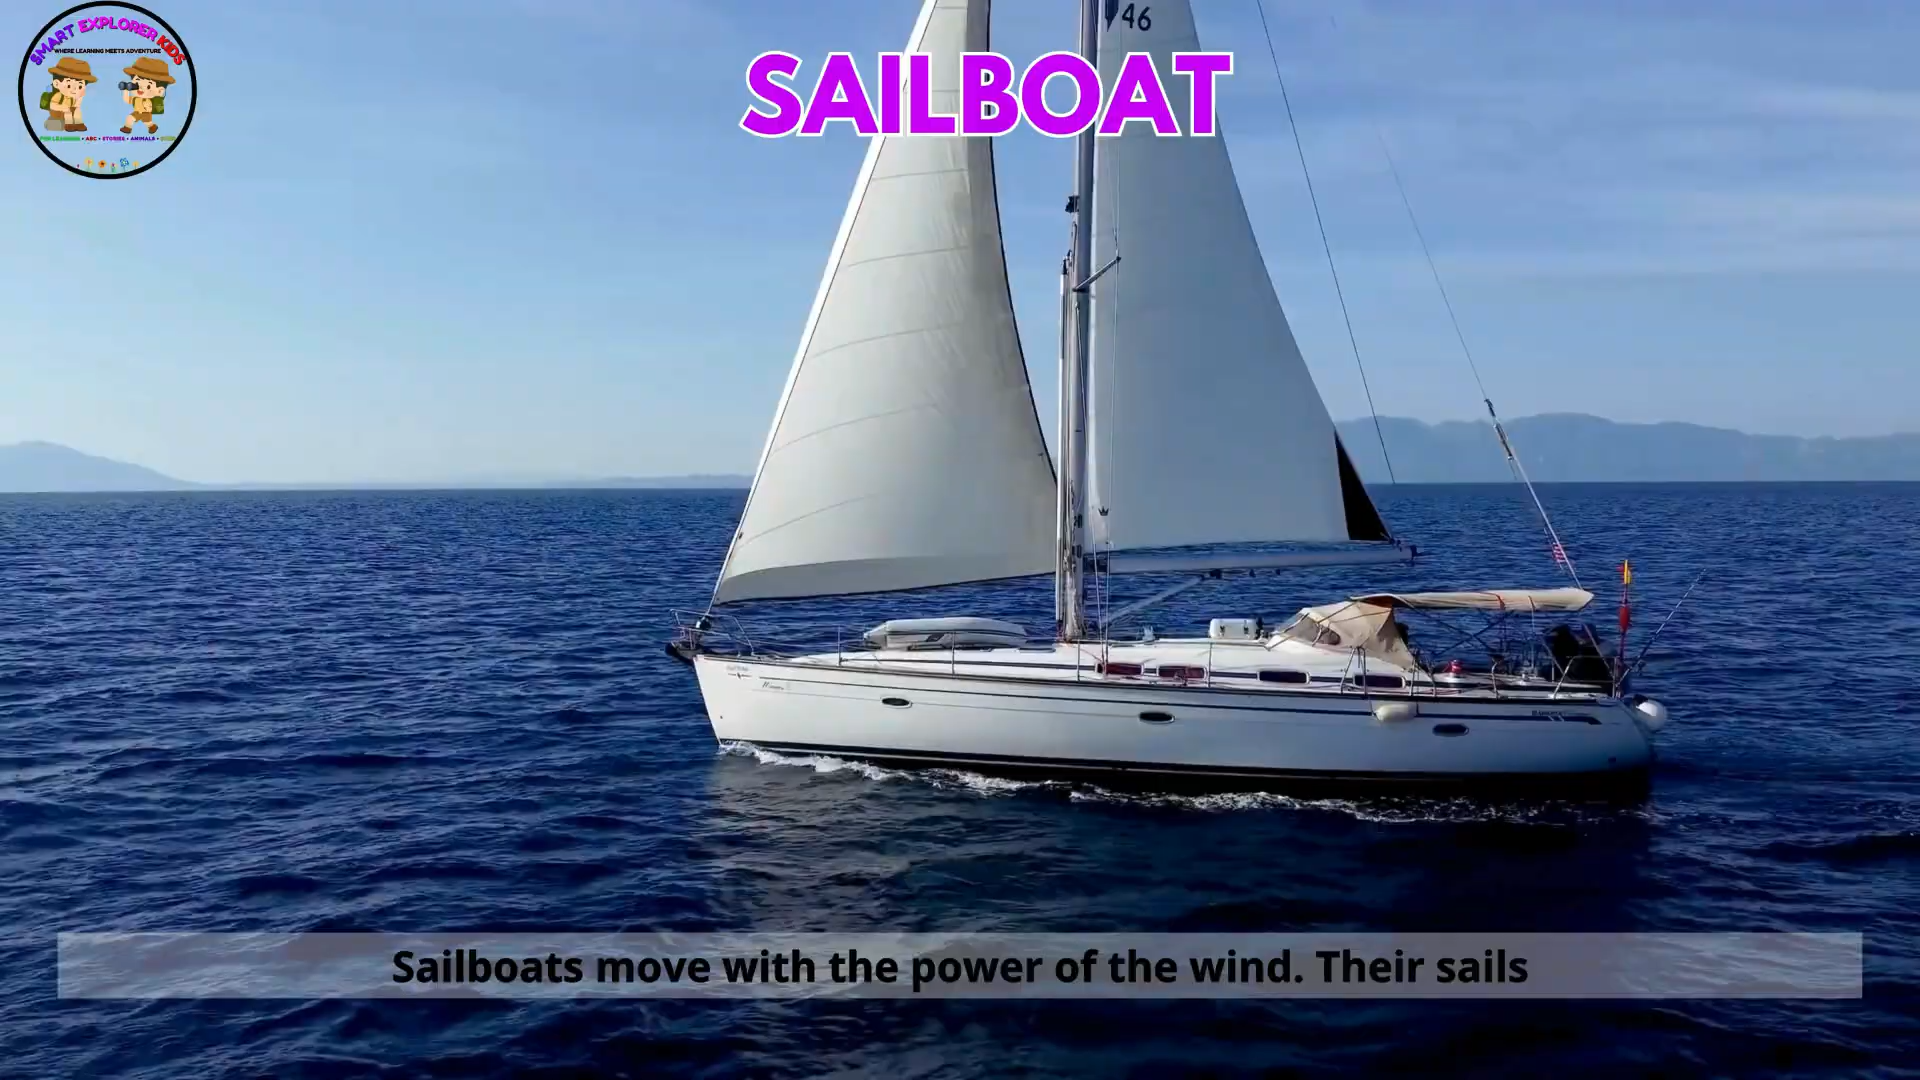 SMART EXPLORER KIDS
WHERE LEARNING MEETS ADVENTURE
46
SAILBOAT
Sailboats move with the power of the wind. Their sails